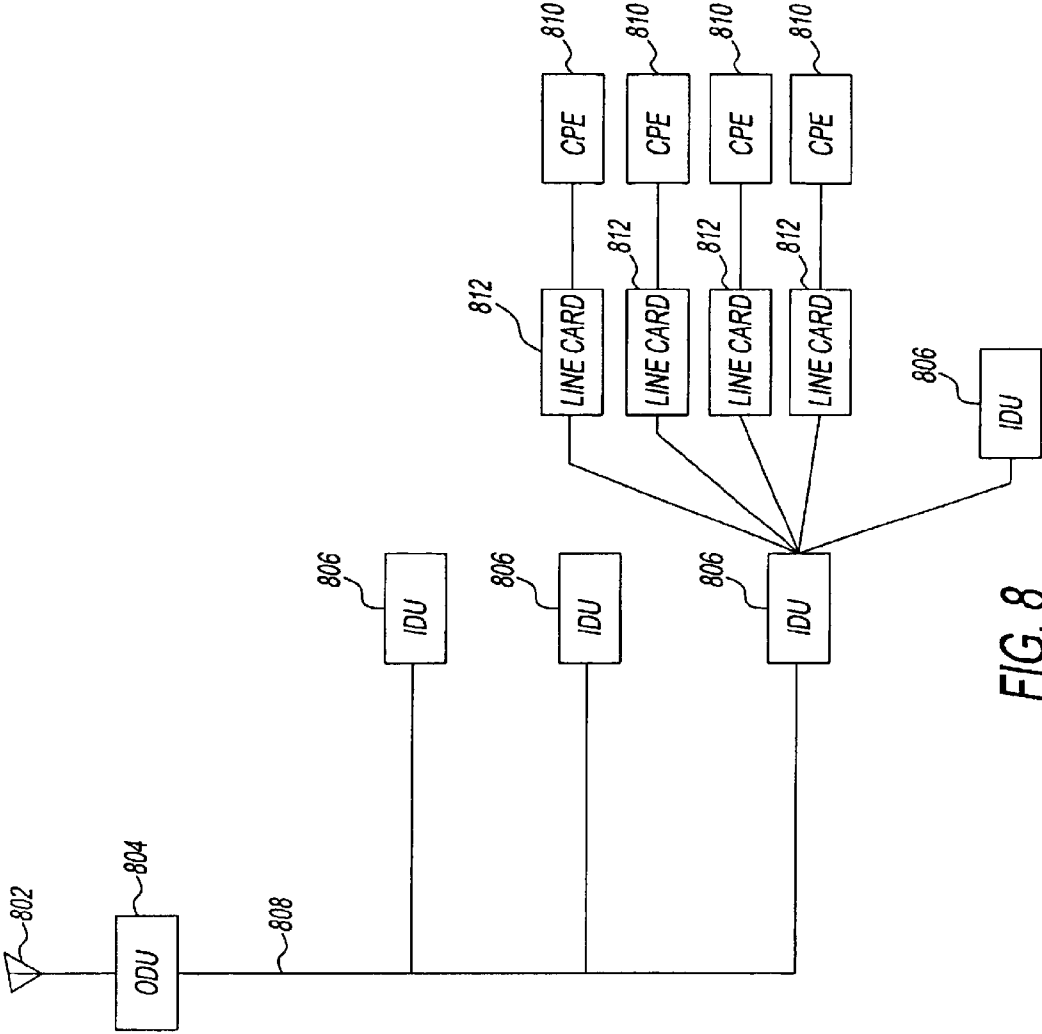 802
804
ODU
808
806
IDU
806
IDU
806
IDU
806
IDU
812
LINE CARD
812
LINE CARD
812
LINE CARD
812
LINE CARD
810
CPE
810
CPE
810
CPE
810
CPE
FIG. 8